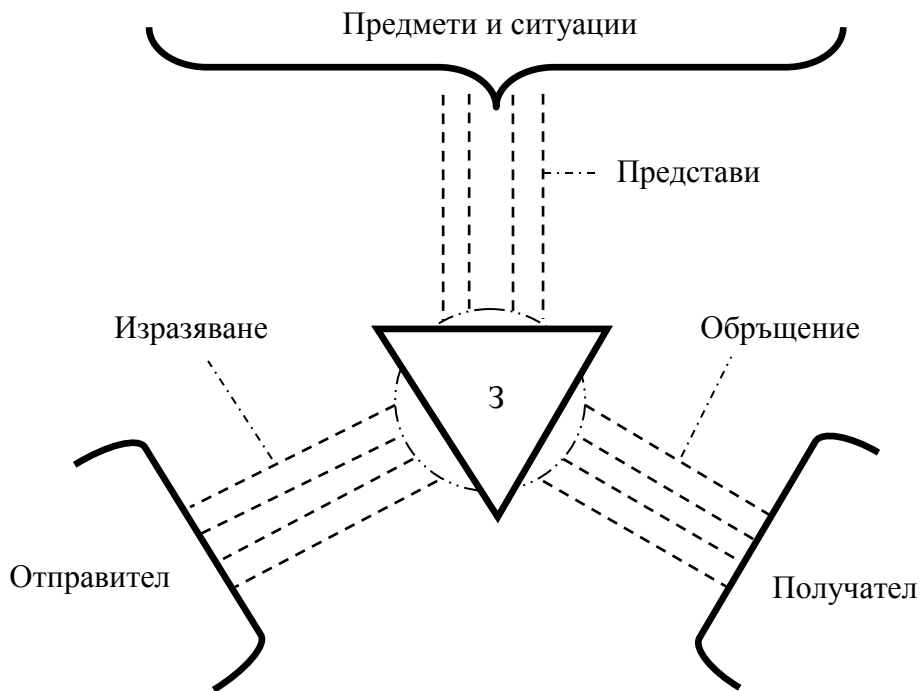 Предмети и ситуации
Представи
Изразяване
Обръщение
З
Отправител
Получател